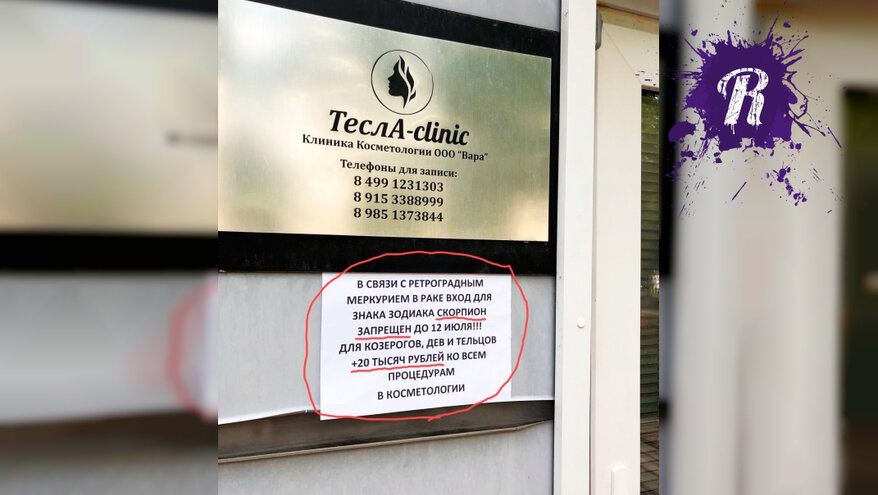 ТеслА-clinic
Клиника Косметологии ООО "Вара"
Телефоны для записи:
8 499 1231303
8 915 3388999
8 985 1373844
В СВЯЗИ С РЕТРОГРАДНЫМ
МЕРКУРИЕМ В РАКЕ ВХОД ДЛЯ
ЗНАКА ЗОДИАКА СКОРПИОН
ЗАПРЕЩЕН ДО 12 ИЮЛЯ!!!
ДЛЯ КОЗЕРОГОВ, ДЕВ И ТЕЛЬЦОВ
+20 ТЫСЯЧ РУБЛЕЙ КО ВСЕМ
ПРОЦЕДУРАМ
В КОСМЕТОЛОГИИ
R